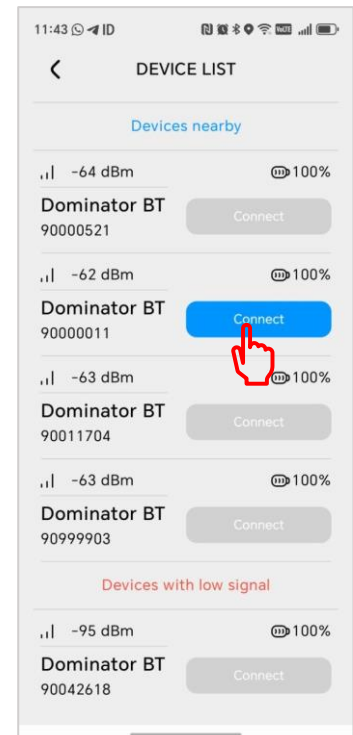 11:43 ID
DEVICE LIST
Devices nearby
-64 dBm 100%
Dominator BT
Connect
90000521
-62 dBm 100%
Dominator BT
Connect
90000011
-63 dBm 100%
Dominator BT
Connect
90011704
-63 dBm 100%
Dominator BT
Connect
90999903
Devices with low signal
-95 dBm 100%
Dominator BT
Connect
90042618